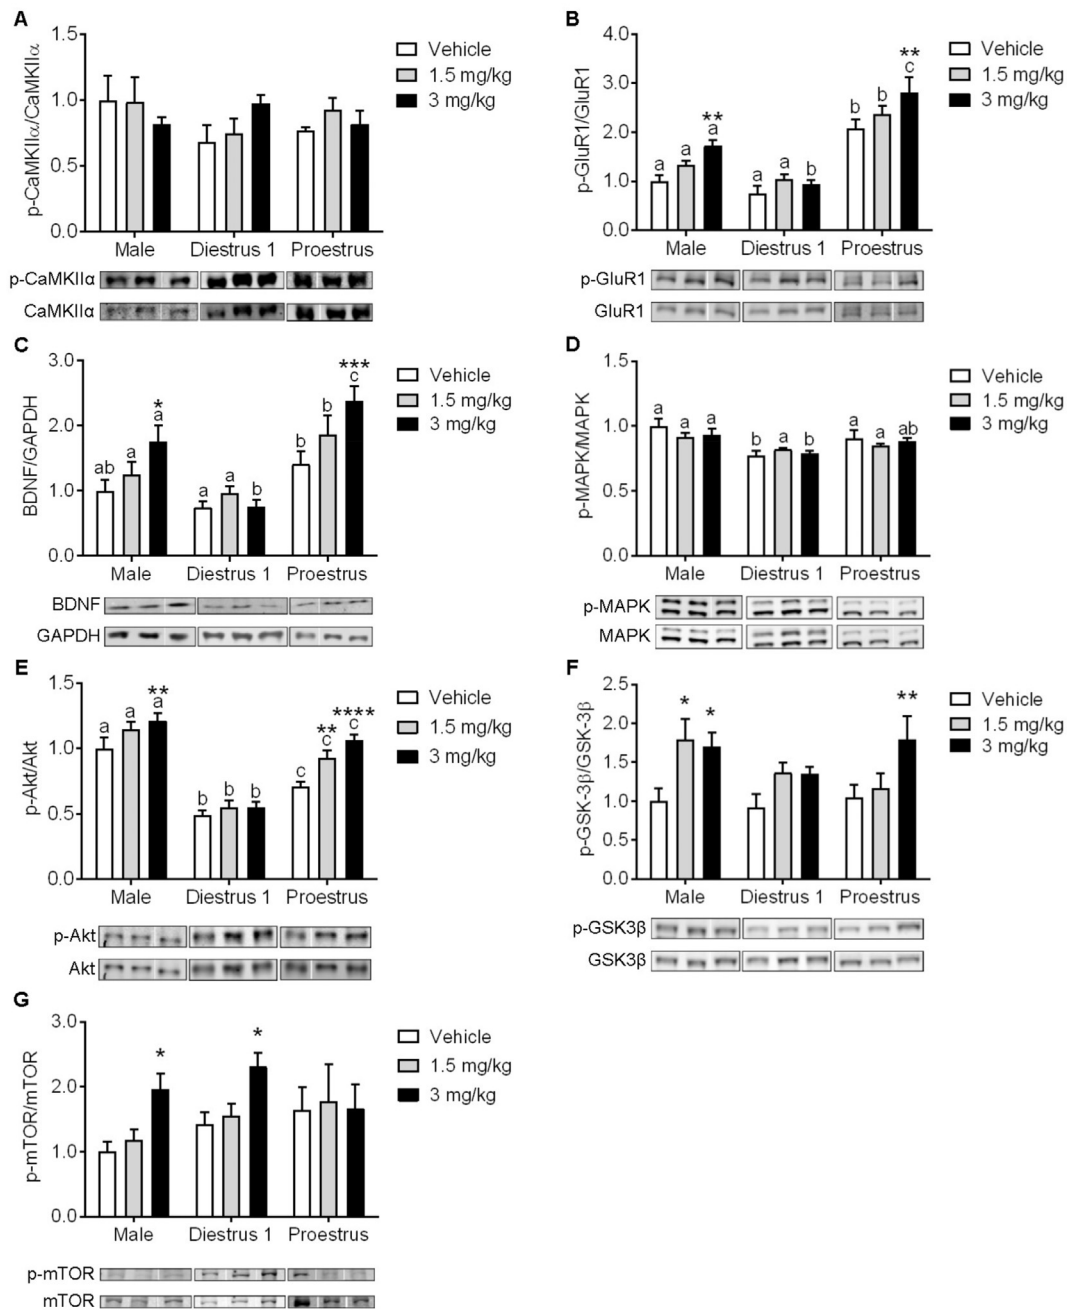 A
p-CaMKIIα/CaMKIIα
1.5
1.0
0.5
0.0
Male Diestrus 1 Proestrus
Vehicle
1.5 mg/kg
3 mg/kg
p-CaMKIIα
CaMKIIα
B
p-GluR1/GluR1
4.0
3.0
2.0
1.0
0.0
** **
a a a a a b b b c
Male Diestrus 1 Proestrus
Vehicle
1.5 mg/kg
3 mg/kg
p-GluR1
GluR1
C
BDNF/GAPDH
3.0
2.0
1.0
0.0
* ***
ab a a a a b b b c
Male Diestrus 1 Proestrus
Vehicle
1.5 mg/kg
3 mg/kg
BDNF
GAPDH
D
p-MAPK/MAPK
1.5
1.0
0.5
0.0
a a a b a b a a ab
Male Diestrus 1 Proestrus
Vehicle
1.5 mg/kg
3 mg/kg
p-MAPK
MAPK
E
p-Akt/Akt
1.5
1.0
0.5
0.0
** ** ****
a a a b b b c c c
Male Diestrus 1 Proestrus
Vehicle
1.5 mg/kg
3 mg/kg
p-Akt
Akt
F
p-GSK-3β/GSK-3β
2.5
2.0
1.5
1.0
0.5
0.0
* * **
Male Diestrus 1 Proestrus
Vehicle
1.5 mg/kg
3 mg/kg
p-GSK3β
GSK3β
G
p-mTOR/mTOR
3.0
2.0
1.0
0.0
* *
Male Diestrus 1 Proestrus
Vehicle
1.5 mg/kg
3 mg/kg
p-mTOR
mTOR